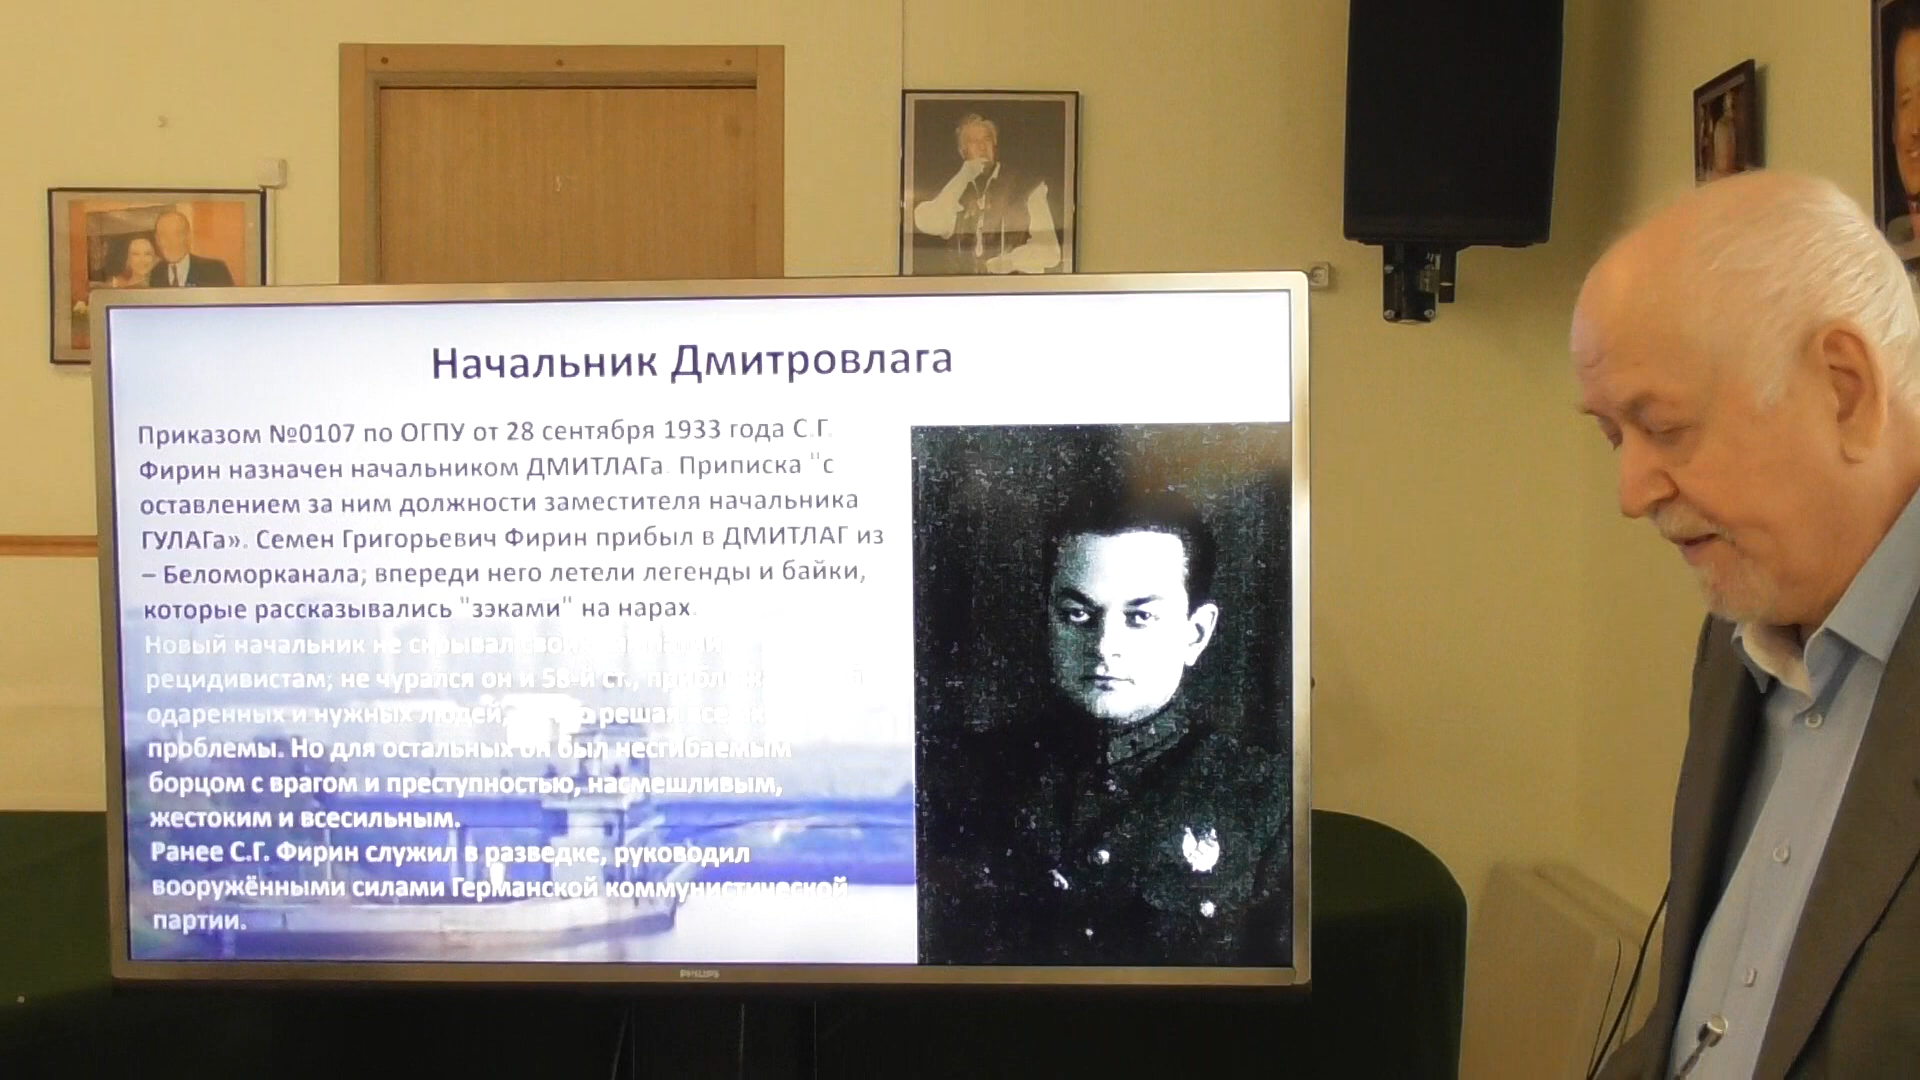 Начальник Дмитровлага
Приказом №0107 по ОГПУ от 28 сентября 1933 года С.Г.
Фирин назначен начальником ДМИТЛАГа. Приписка "с
оставлением за ним должности заместителя начальника
ГУЛАГа». Семен Григорьевич Фирин прибыл в ДМИТЛАГ из
– Беломорканала; впереди него летели легенды и байки,
которые рассказывались "зэками" на нарах.
Новый начальник не скрывал
рецидивистам; не чурался он и 58-й ст.,
одаренных и нужных людей, решая
проблемы. Но для остальных он был несгибаемым
борцом с врагом и преступностью, насмешливым,
жестоким и всесильным.
Ранее С.Г. Фирин служил в разведке, руководил
вооружёнными силами Германской коммунистической
партии.
PHILIPS